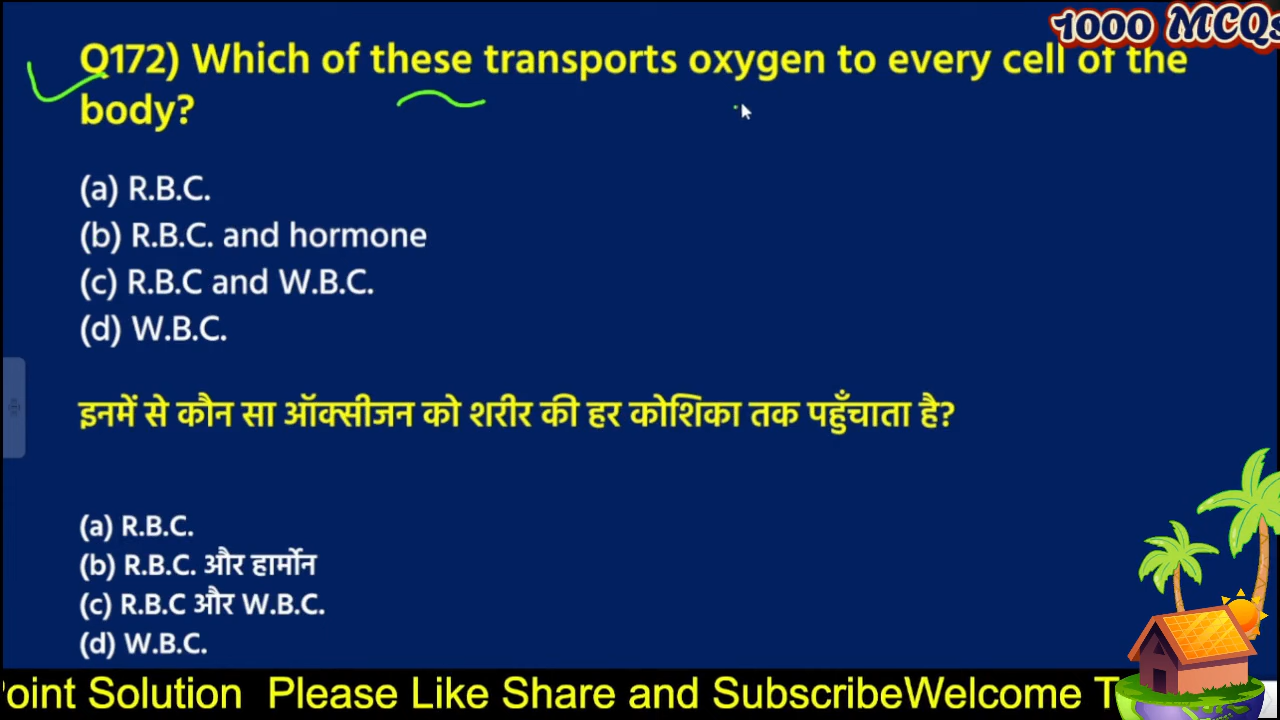 1000 MCQs
Q172) Which of these transports oxygen to every cell of the
body?
(a) R.B.C.
(b) R.B.C. and hormone
(c) R.B.C and W.B.C.
(d) W.B.C.
इनमें से कौन सा ऑक्सीजन को शरीर की हर कोशिका तक पहुँचाता है?
(a) R.B.C.
(b) R.B.C. और हार्मोन
(c) R.B.C और W.B.C.
(d) W.B.C.
oint Solution Please Like Share and SubscribeWelcome T